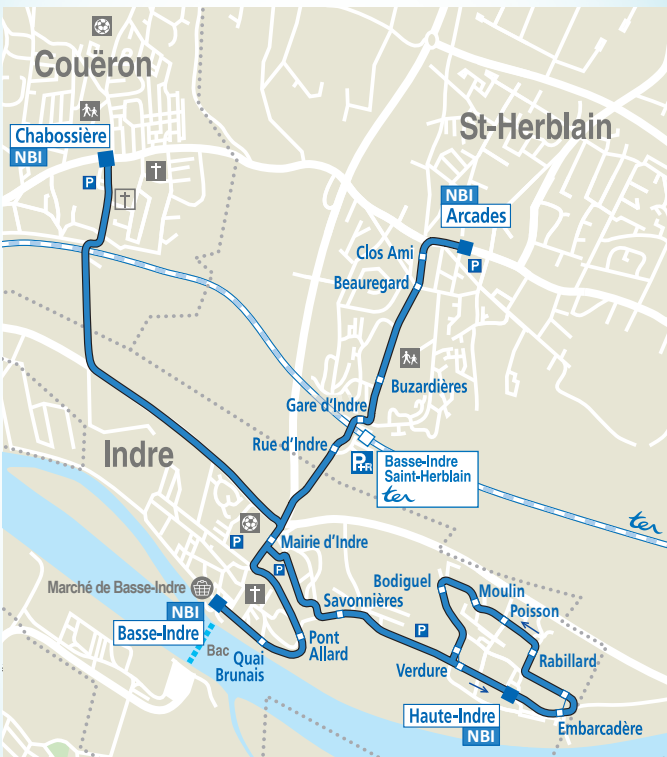 Couëron
Chabossière
NBI
P
St-Herblain
NBI
Arcades
P
Clos Ami
Beauregard
Buzardières
Gare d'Indre
Rue d'Indre
P+R
Basse-Indre
Saint-Herblain
ter
ter
Indre
P
Mairie d'Indre
P
Marché de Basse-Indre
NBI
Basse-Indre
Bac
Quai
Brunais
Pont
Allard
Savonnières
P
Bodiguel
Moulin
Poisson
Rabillard
Verdure
Haute-Indre
NBI
Embarcadère